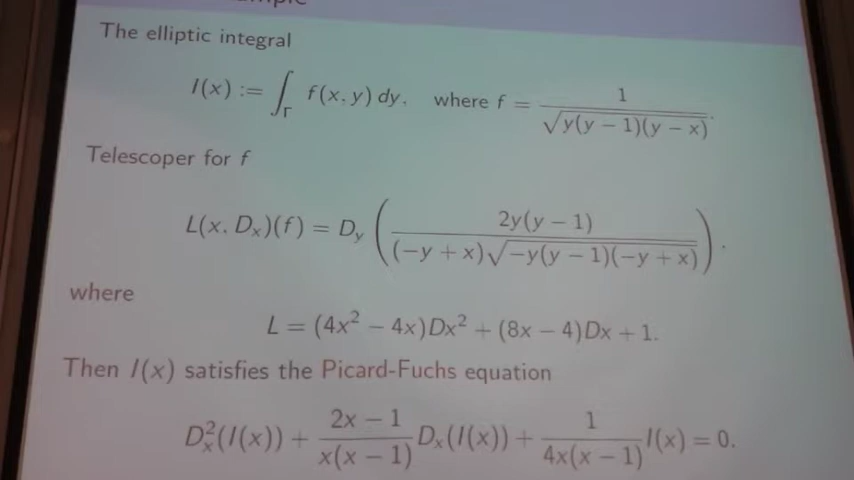 The elliptic integral
I(x) := ∫_Γ f(x, y) dy, where f = 1 / √(y(y − 1)(y − x)).
Telescoper for f
L(x, D_x)(f) = D_y ( 2y(y − 1) / ((−y + x)√(−y(y − 1)(−y + x))) ).
where
L = (4x² − 4x)Dx² + (8x − 4)Dx + 1.
Then I(x) satisfies the Picard-Fuchs equation
D_x²(I(x)) + (2x − 1) / (x(x − 1)) D_x(I(x)) + 1 / (4x(x − 1)) I(x) = 0.